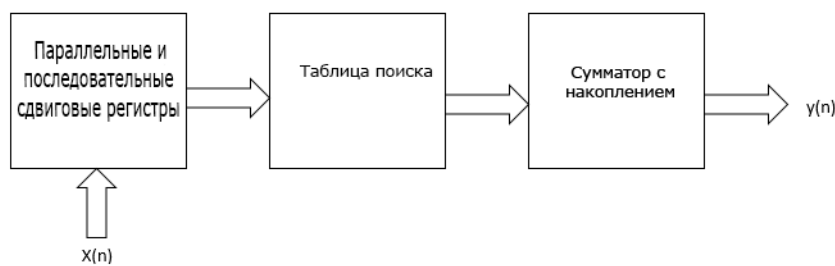 Параллельные и
последовательные
сдвиговые регистры
Таблица поиска
Сумматор с
накоплением
y(n)
X(n)